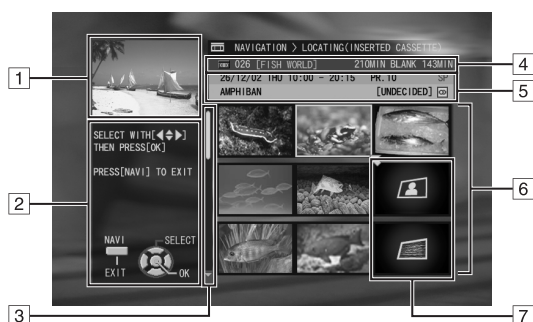 NAVIGATION > LOCATING(INSERTED CASSETTE)
026 [FISH WORLD] 210MIN BLANK 143MIN
26/12/02 THU 10:00 - 20:15 PR.10 SP
AMPHIBAN [UNDECIDED]
SELECT WITH[◀◆▶]
THEN PRESS[OK]
PRESS[NAVI] TO EXIT
NAVI
SELECT
EXIT
OK
1
2
3
4
5
6
7